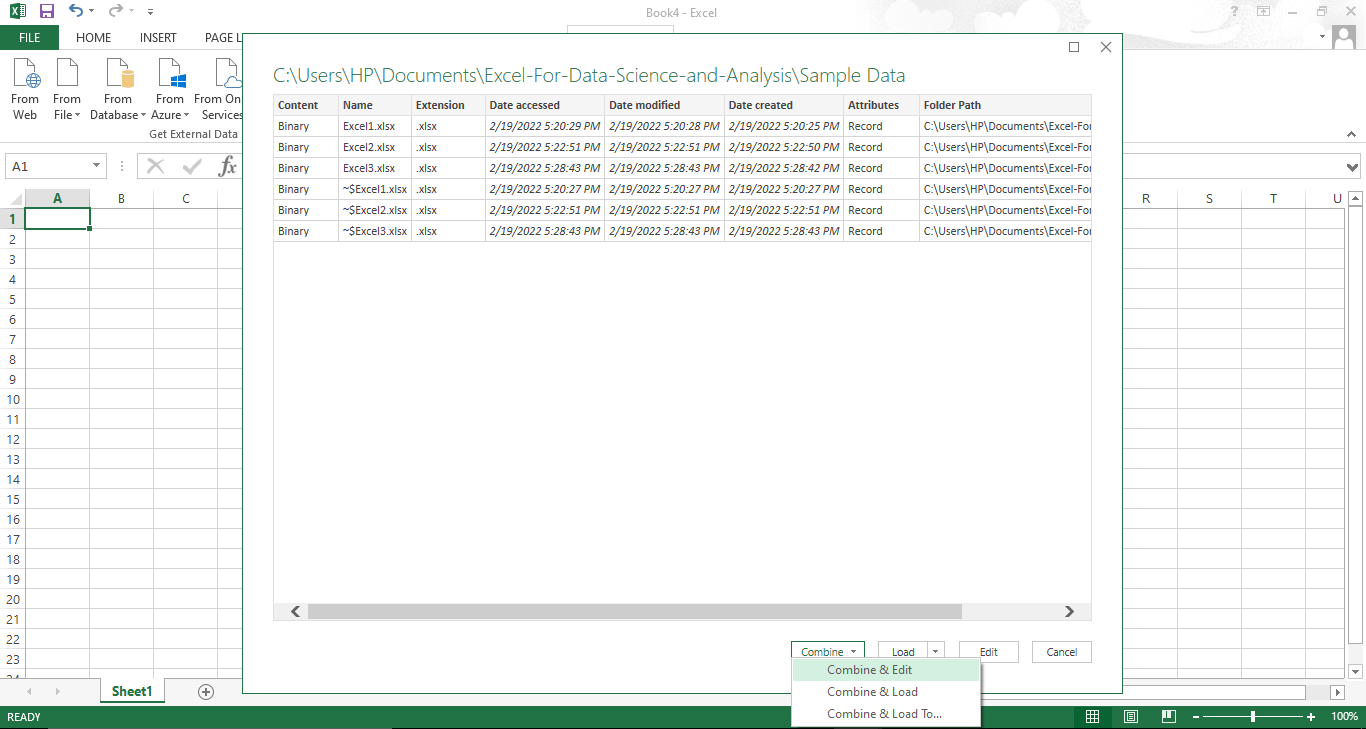 Book4 - Excel
FILE HOME INSERT PAGE L
From Web From File From Database From Azure From On Services
Get External Data
A1 fx
C:\Users\HP\Documents\Excel-For-Data-Science-and-Analysis\Sample Data
Content Name Extension Date accessed Date modified Date created Attributes Folder Path
Binary Excel1.xlsx .xlsx 2/19/2022 5:20:29 PM 2/19/2022 5:20:28 PM 2/19/2022 5:20:25 PM Record C:\Users\HP\Documents\Excel-For
Binary Excel2.xlsx .xlsx 2/19/2022 5:22:51 PM 2/19/2022 5:22:51 PM 2/19/2022 5:22:50 PM Record C:\Users\HP\Documents\Excel-For
Binary Excel3.xlsx .xlsx 2/19/2022 5:28:43 PM 2/19/2022 5:28:43 PM 2/19/2022 5:28:42 PM Record C:\Users\HP\Documents\Excel-For
Binary ~$Excel1.xlsx .xlsx 2/19/2022 5:20:27 PM 2/19/2022 5:20:27 PM 2/19/2022 5:20:27 PM Record C:\Users\HP\Documents\Excel-For
Binary ~$Excel2.xlsx .xlsx 2/19/2022 5:22:51 PM 2/19/2022 5:22:51 PM 2/19/2022 5:22:51 PM Record C:\Users\HP\Documents\Excel-For
Binary ~$Excel3.xlsx .xlsx 2/19/2022 5:28:43 PM 2/19/2022 5:28:43 PM 2/19/2022 5:28:43 PM Record C:\Users\HP\Documents\Excel-For
A B C R S T U
1
2
3
4
5
6
7
8
9
10
11
12
13
14
15
16
17
18
19
20
21
22
23
24
Combine Load Edit Cancel
Combine & Edit
Combine & Load
Combine & Load To...
Sheet1
READY 100%